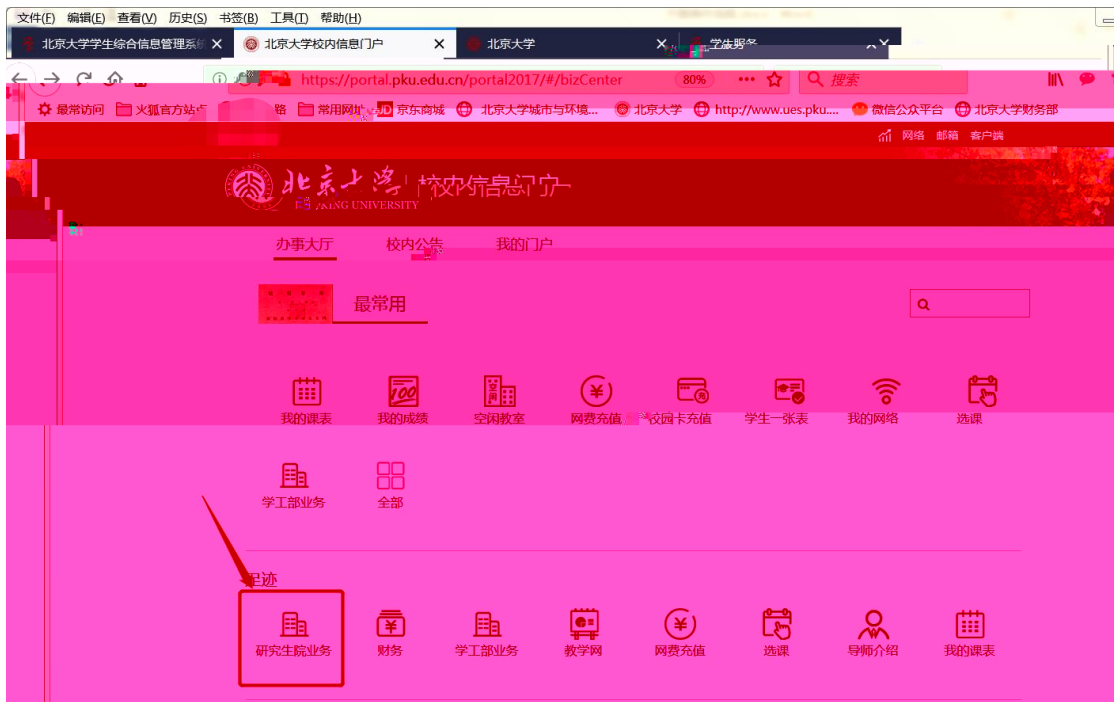 文件(F) 编辑(E) 查看(V) 历史(S) 书签(B) 工具(T) 帮助(H)
北京大学学生综合信息管理系统 × 北京大学校内信息门户 × 北京大学 ×
https://portal.pku.edu.cn/portal2017/#/bizCenter 80% ••• 搜索
最常访问 火狐官方站点 常用网址 JD 京东商城 北京大学城市与环境... 北京大学 http://www.ues.pku.... 微信公众平台 北京大学财务部
网络 邮箱 客户端
北京大学 校内信息门户
PEKING UNIVERSITY
办事大厅 校内公告 我的门户
最常用
我的课表 我的成绩 空闲教室 网费充值 校园卡充值 学生一张表 我的网络 选课
学工部业务 全部
足迹
研究生院业务 财务 学工部业务 教学网 网费充值 选课 导师介绍 我的课表